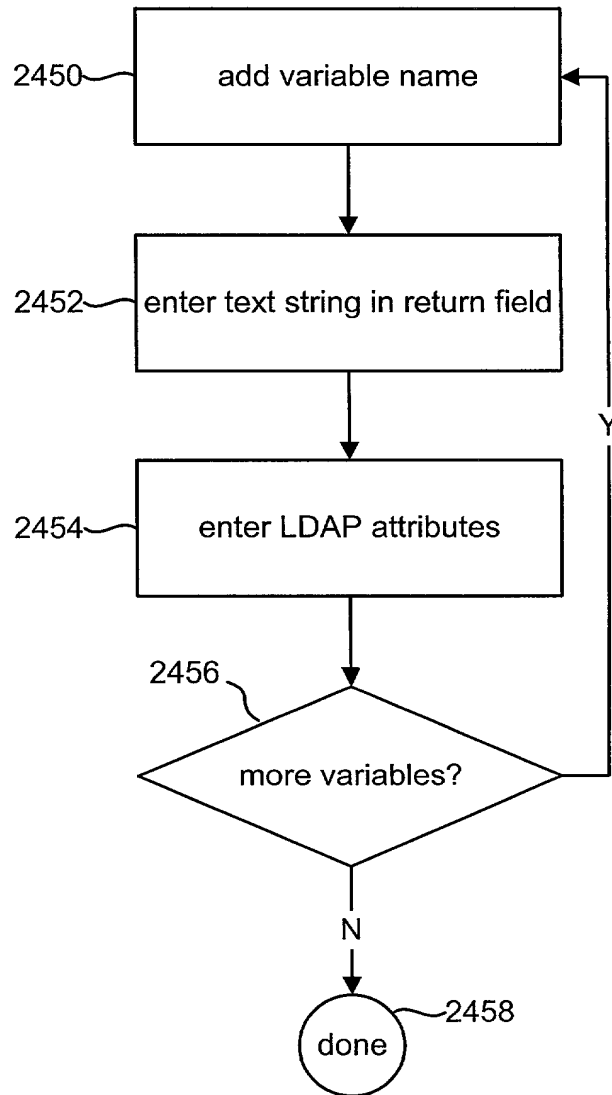 2450
add variable name
2452
enter text string in return field
2454
enter LDAP attributes
2456
more variables?
Y
N
2458
done